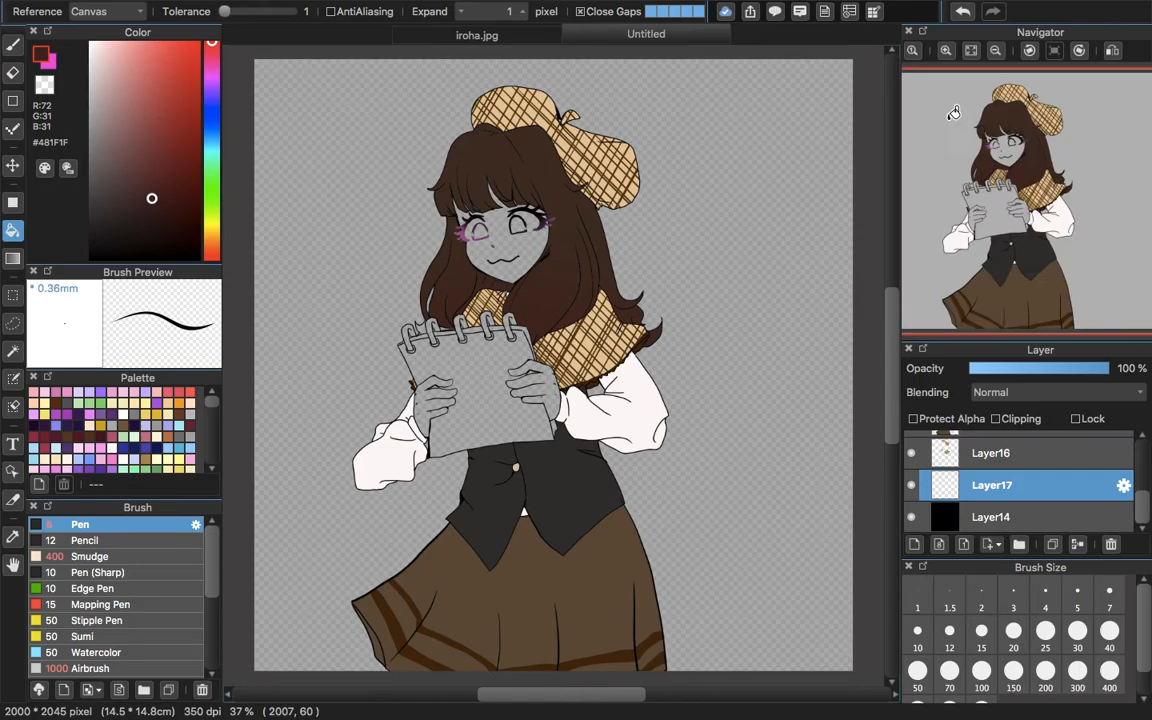 Reference Canvas Tolerance 1 AntiAliasing Expand 1 pixel Close Gaps
Color
iroha.jpg
Untitled
Navigator
R:72
G:31
B:31
#481F1F
Brush Preview
* 0.36mm
Palette
---
Brush
6 Pen
12 Pencil
400 Smudge
10 Pen (Sharp)
10 Edge Pen
15 Mapping Pen
50 Stipple Pen
50 Sumi
50 Watercolor
1000 Airbrush
Layer
Opacity 100 %
Blending Normal
Protect Alpha Clipping Lock
Layer16
Layer17
Layer14
Brush Size
1 1.5 2 3 4 5 7
10 12 15 20 25 30 40
50 70 100 150 200 300 400
2000 * 2045 pixel (14.5 * 14.8cm) 350 dpi 37 % ( 2007, 60 )